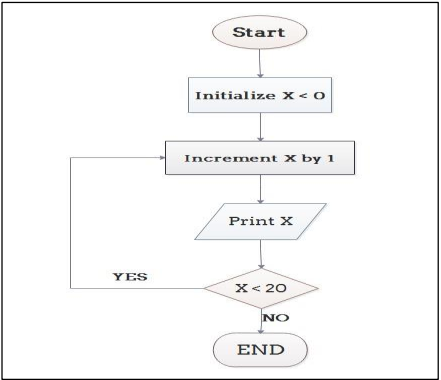 Start
Initialize X < 0
Increment X by 1
Print X
YES
X < 20
NO
END